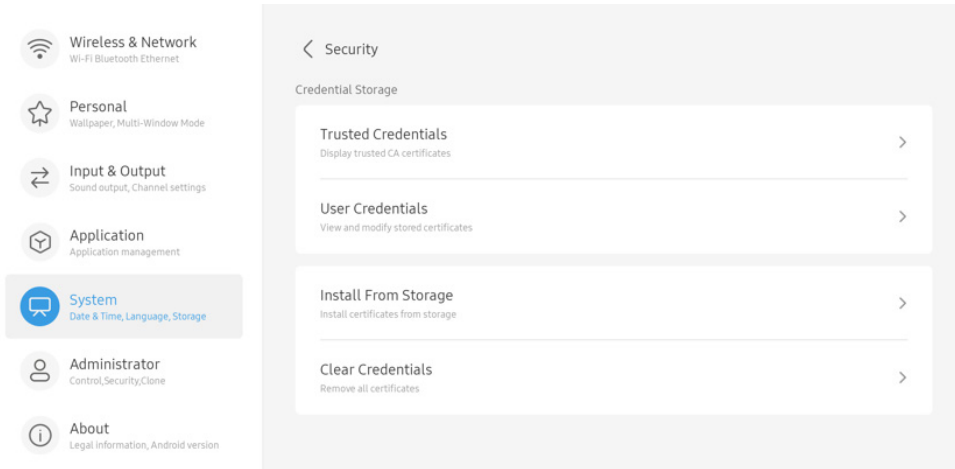 Wireless & Network
Wi-Fi Bluetooth Ethernet
Personal
Wallpaper, Multi-Window Mode
Input & Output
Sound output, Channel settings
Application
Application management
System
Date & Time, Language, Storage
Administrator
Control,Security,Clone
About
Legal information, Android version
Security
Credential Storage
Trusted Credentials
Display trusted CA certificates
User Credentials
View and modify stored certificates
Install From Storage
Install certificates from storage
Clear Credentials
Remove all certificates